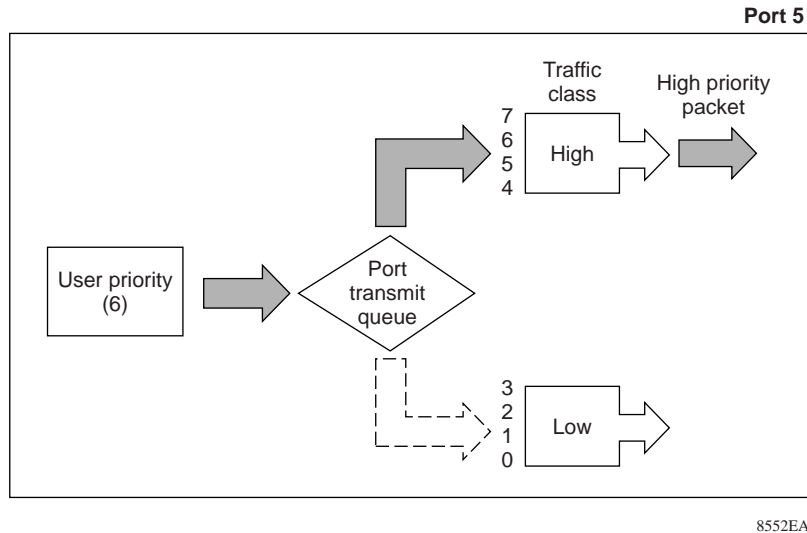 Port 5
Traffic
class
High priority
packet
7
6
5
4
High
User priority
(6)
Port
transmit
queue
3
2
1
0
Low
8552EA